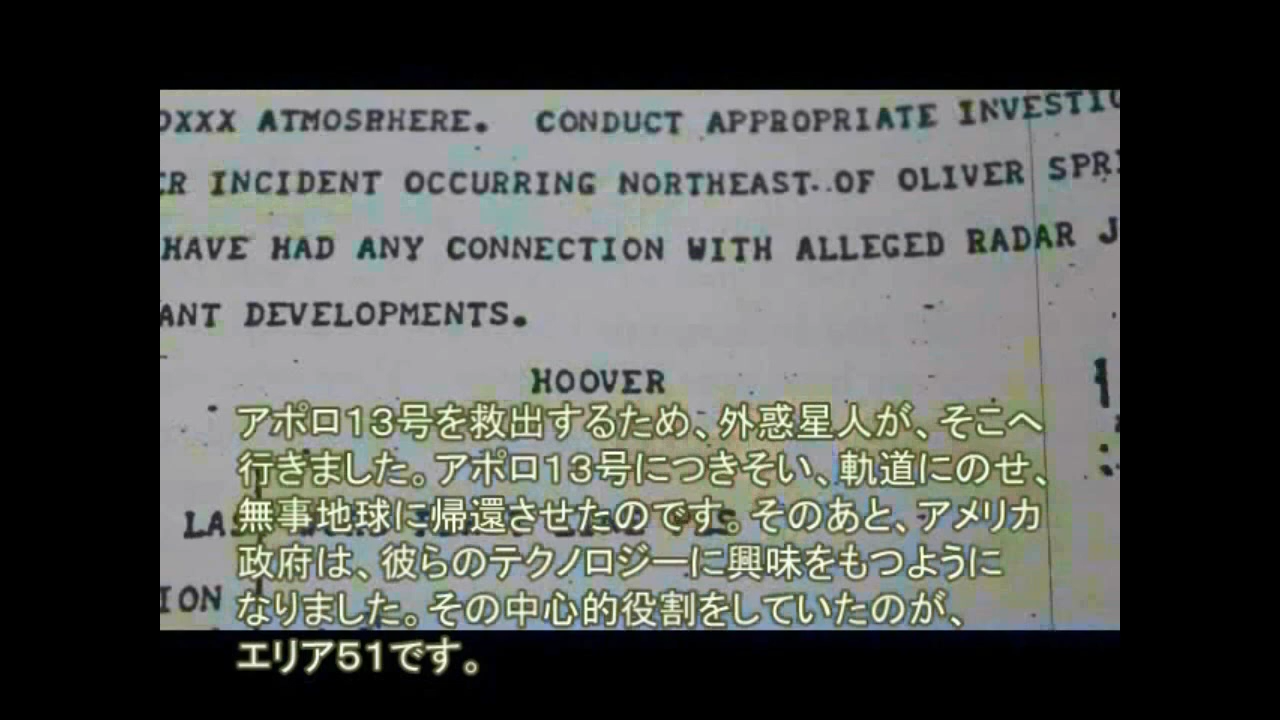 ATMOSPHERE. CONDUCT APPROPRIATE
INCIDENT OCCURRING NORTHEAST OF OLIVER
HAVE HAD ANY CONNECTION WITH ALLEGED RADAR
DEVELOPMENTS.
HOOVER
アポロ１３号を救出するため、外惑星人が、そこへ
行きました。アポロ１３号につきそい、軌道にのせ、
無事地球に帰還させたのです。そのあと、アメリカ
政府は、彼らのテクノロジーに興味をもつように
なりました。その中心的役割をしていたのが、
エリア５１です。